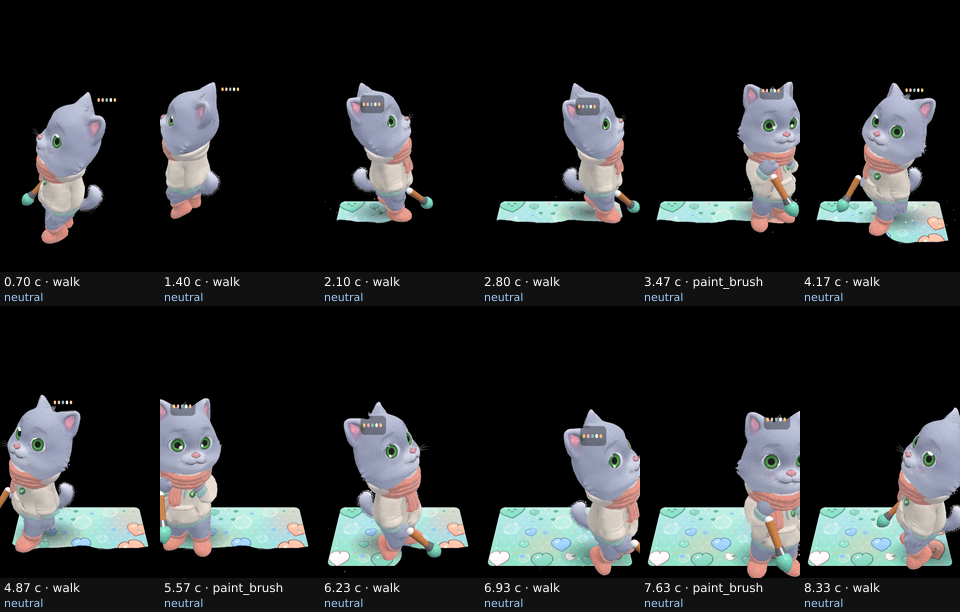 0.70 c · walk
neutral
1.40 c · walk
neutral
2.10 c · walk
neutral
2.80 c · walk
neutral
3.47 c · paint_brush
neutral
4.17 c · walk
neutral
4.87 c · walk
neutral
5.57 c · paint_brush
neutral
6.23 c · walk
neutral
6.93 c · walk
neutral
7.63 c · paint_brush
neutral
8.33 c · walk
neutral